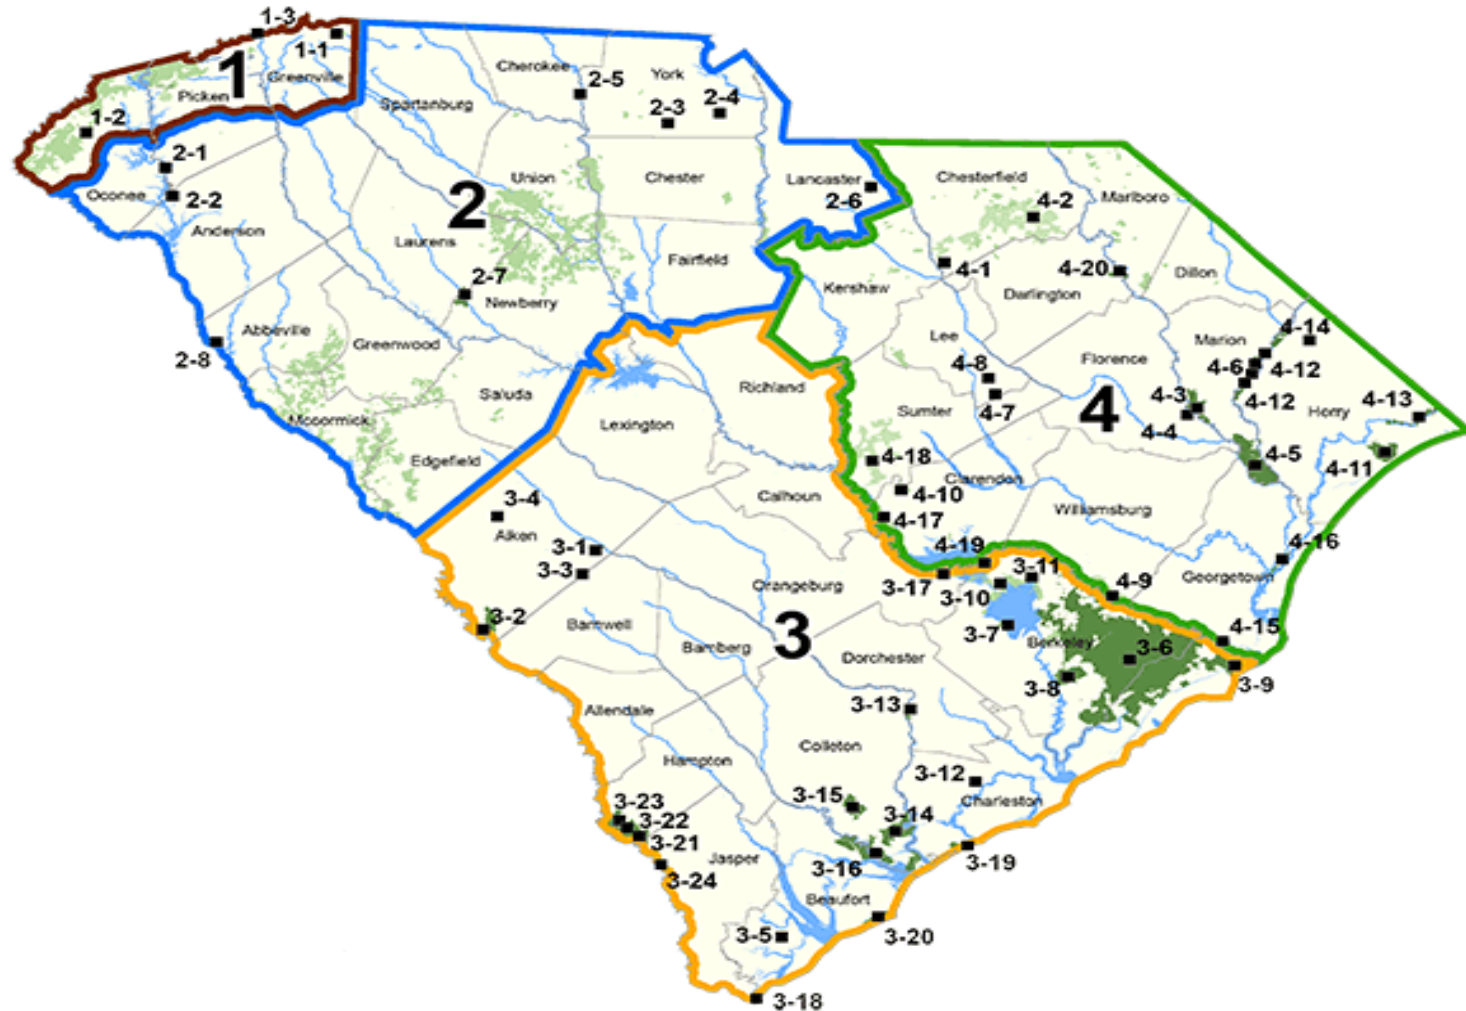 1-3
1-1
1
Greenville
Picken
1-2
Cherokee
2-5
York
2-4
2-3
Spartanburg
2-1
Oconee
2-2
Anderson
2
Union
Chester
Lancaster
2-6
Laurens
Fairfield
2-7
Newberry
Abbeville
2-8
Greenwood
Saluda
Mccormick
Edgefield
Chesterfield
4-2
Marlboro
4-1
4-20
Dillon
Kershaw
Darlington
4-14
Lee
Marion
Florence
4-8
4-6
4-12
4-7
4-12
4-3
4-13
Horry
4
Sumter
4-4
4-18
4-5
4-11
4-10
Clarendon
4-17
Williamsburg
4-19
4-16
Georgetown
4-9
4-15
Richland
Lexington
Calhoun
3-4
Aiken
3-1
3-3
Orangeburg
3-17
3-11
3-10
3-2
Barnwell
3
3-7
Bamberg
Berkeley
3-6
Dorchester
3-8
3-9
3-13
Allendale
Colleton
Hampton
3-12
3-15
Charleston
3-23
3-22
3-14
3-21
Jasper
3-16
3-19
3-24
Beaufort
3-5
3-20
3-18